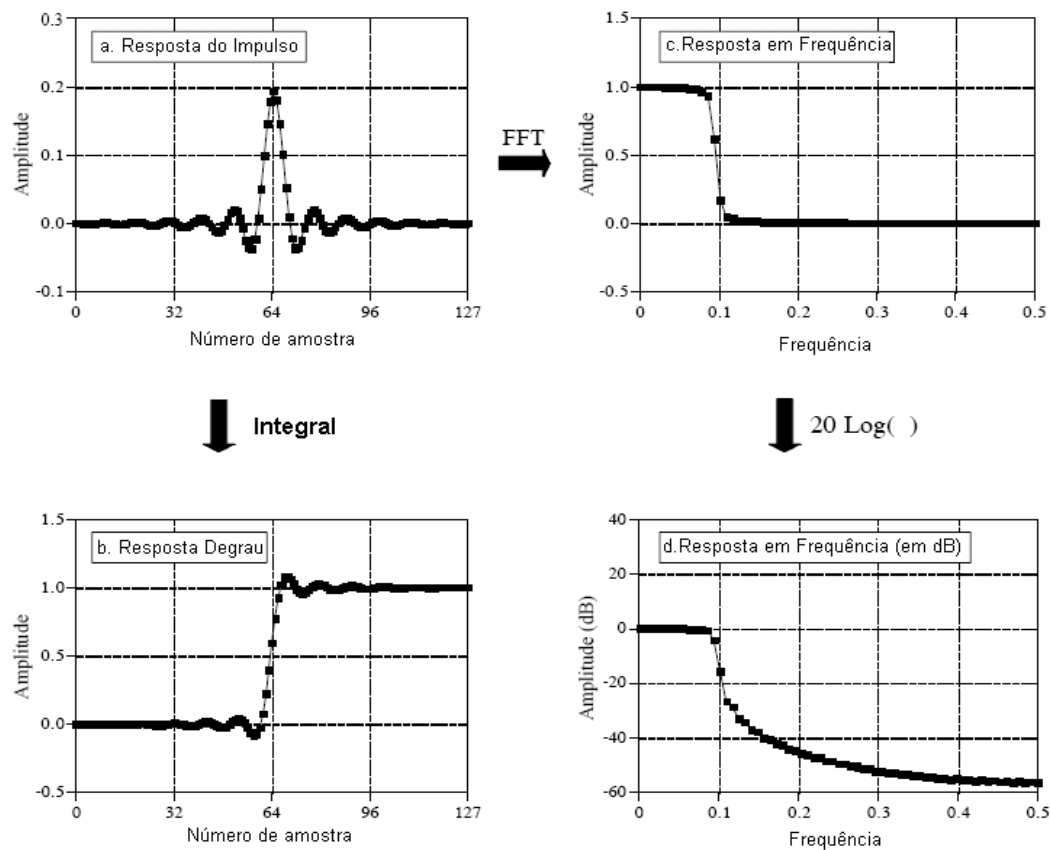 a. Resposta do Impulso
0.3
0.2
0.1
0.0
-0.1
Amplitude
0 32 64 96 127
Número de amostra
FFT
c.Resposta em Frequência
1.5
1.0
0.5
0.0
-0.5
Amplitude
0 0.1 0.2 0.3 0.4 0.5
Frequência
Integral
20 Log( )
b. Resposta Degrau
1.5
1.0
0.5
0.0
-0.5
Amplitude
0 32 64 96 127
Número de amostra
d.Resposta em Frequência (em dB)
40
20
0
-20
-40
-60
Amplitude (dB)
0 0.1 0.2 0.3 0.4 0.5
Frequência